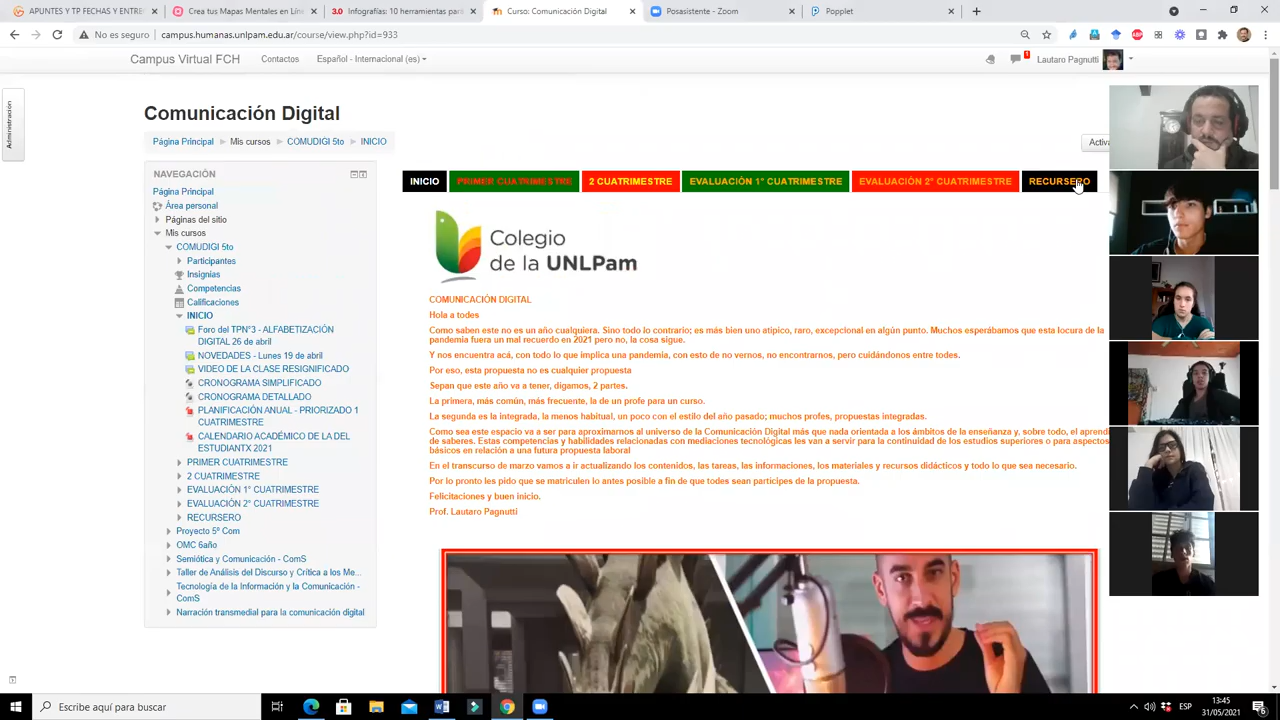 APUNTES Y TP FECHAS Y ENTRE
Crea tus Mapas Mentales en Líne
3.0 Infografías: 10 herramientas par
Curso: Comunicación Digital
Posasistente - Zoom
P - Empleos
Popplet
No es seguro | campus.humanas.unlpam.edu.ar/course/view.php?id=933
Campus Virtual FCH
Contactos
Español - Internacional (es)
1
Lautaro Pagnutti
Administración
Comunicación Digital
Página Principal
Mis cursos
COMUDIGI 5to
INICIO
Activa
NAVEGACIÓN
Página Principal
Área personal
Páginas del sitio
Mis cursos
COMUDIGI 5to
Participantes
Insignias
Competencias
Calificaciones
INICIO
Foro del TPN°3 - ALFABETIZACIÓN
DIGITAL 26 de abril
NOVEDADES - Lunes 19 de abril
VIDEO DE LA CLASE RESIGNIFICADO
CRONOGRAMA SIMPLIFICADO
CRONOGRAMA DETALLADO
PLANIFICACIÓN ANUAL - PRIORIZADO 1
CUATRIMESTRE
CALENDARIO ACADÉMICO DE LA DEL
ESTUDIANTX 2021
PRIMER CUATRIMESTRE
2 CUATRIMESTRE
EVALUACIÓN 1° CUATRIMESTRE
EVALUACIÓN 2° CUATRIMESTRE
RECURSERO
Proyecto 5º Com
OMC 6año
Semiótica y Comunicación - ComS
Taller de Análisis del Discurso y Crítica a los Me...
Tecnología de la Información y la Comunicación -
ComS
Narración transmedial para la comunicación digital
INICIO
PRIMER CUATRIMESTRE
2 CUATRIMESTRE
EVALUACIÓN 1° CUATRIMESTRE
EVALUACIÓN 2° CUATRIMESTRE
RECURSERO
Colegio
de la UNLPam
COMUNICACIÓN DIGITAL
Hola a todes
Como saben este no es un año cualquiera. Sino todo lo contrario; es más bien uno atípico, raro, excepcional en algún punto. Muchos esperábamos que esta locura de la
pandemia fuera un mal recuerdo en 2021 pero no, la cosa sigue.
Y nos encuentra acá, con todo lo que implica una pandemia, con esto de no vernos, no encontrarnos, pero cuidándonos entre todes.
Por eso, esta propuesta no es cualquier propuesta
Sepan que este año va a tener, digamos, 2 partes.
La primera, más común, más frecuente, la de un profe para un curso.
La segunda es la integrada, la menos habitual, un poco con el estilo del año pasado; muchos profes, propuestas integradas.
Como sea este espacio va a ser para aproximarnos al universo de la Comunicación Digital más que nada orientada a los ámbitos de la enseñanza y, sobre todo, el aprendi
de saberes. Estas competencias y habilidades relacionadas con mediaciones tecnológicas les van a servir para la continuidad de los estudios superiores o para aspectos
básicos en relación a una futura propuesta laboral
En el transcurso de marzo vamos a ir actualizando los contenidos, las tareas, las informaciones, los materiales y recursos didácticos y todo lo que sea necesario.
Por lo pronto les pido que se matriculen lo antes posible a fin de que todes sean partícipes de la propuesta.
Felicitaciones y buen inicio.
Prof. Lautaro Pagnutti
Escribe aquí para buscar
ESP
13:45
31/05/2021
6